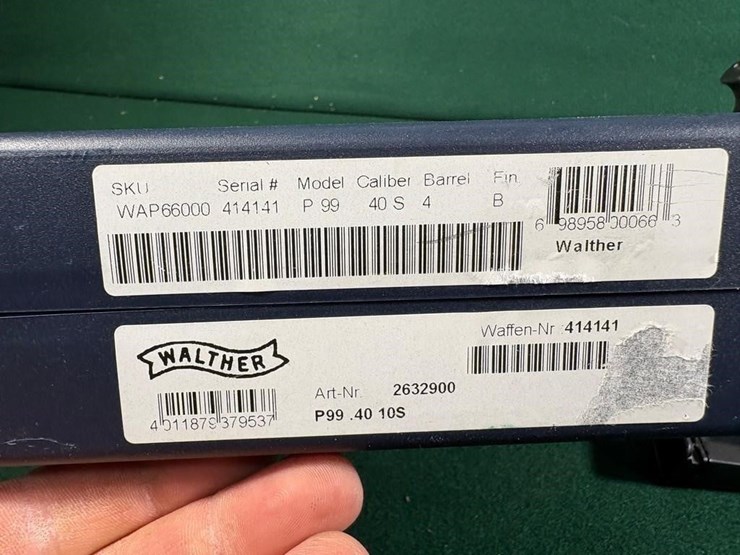 SKU Serial # Model Caliber Barrel Fin
WAP66000 414141 P 99 40 S 4 B
6 98958 00066 3
Walther
WALTHER
Waffen-Nr 414141
Art-Nr. 2632900
4 011879 379537
P99 .40 10S